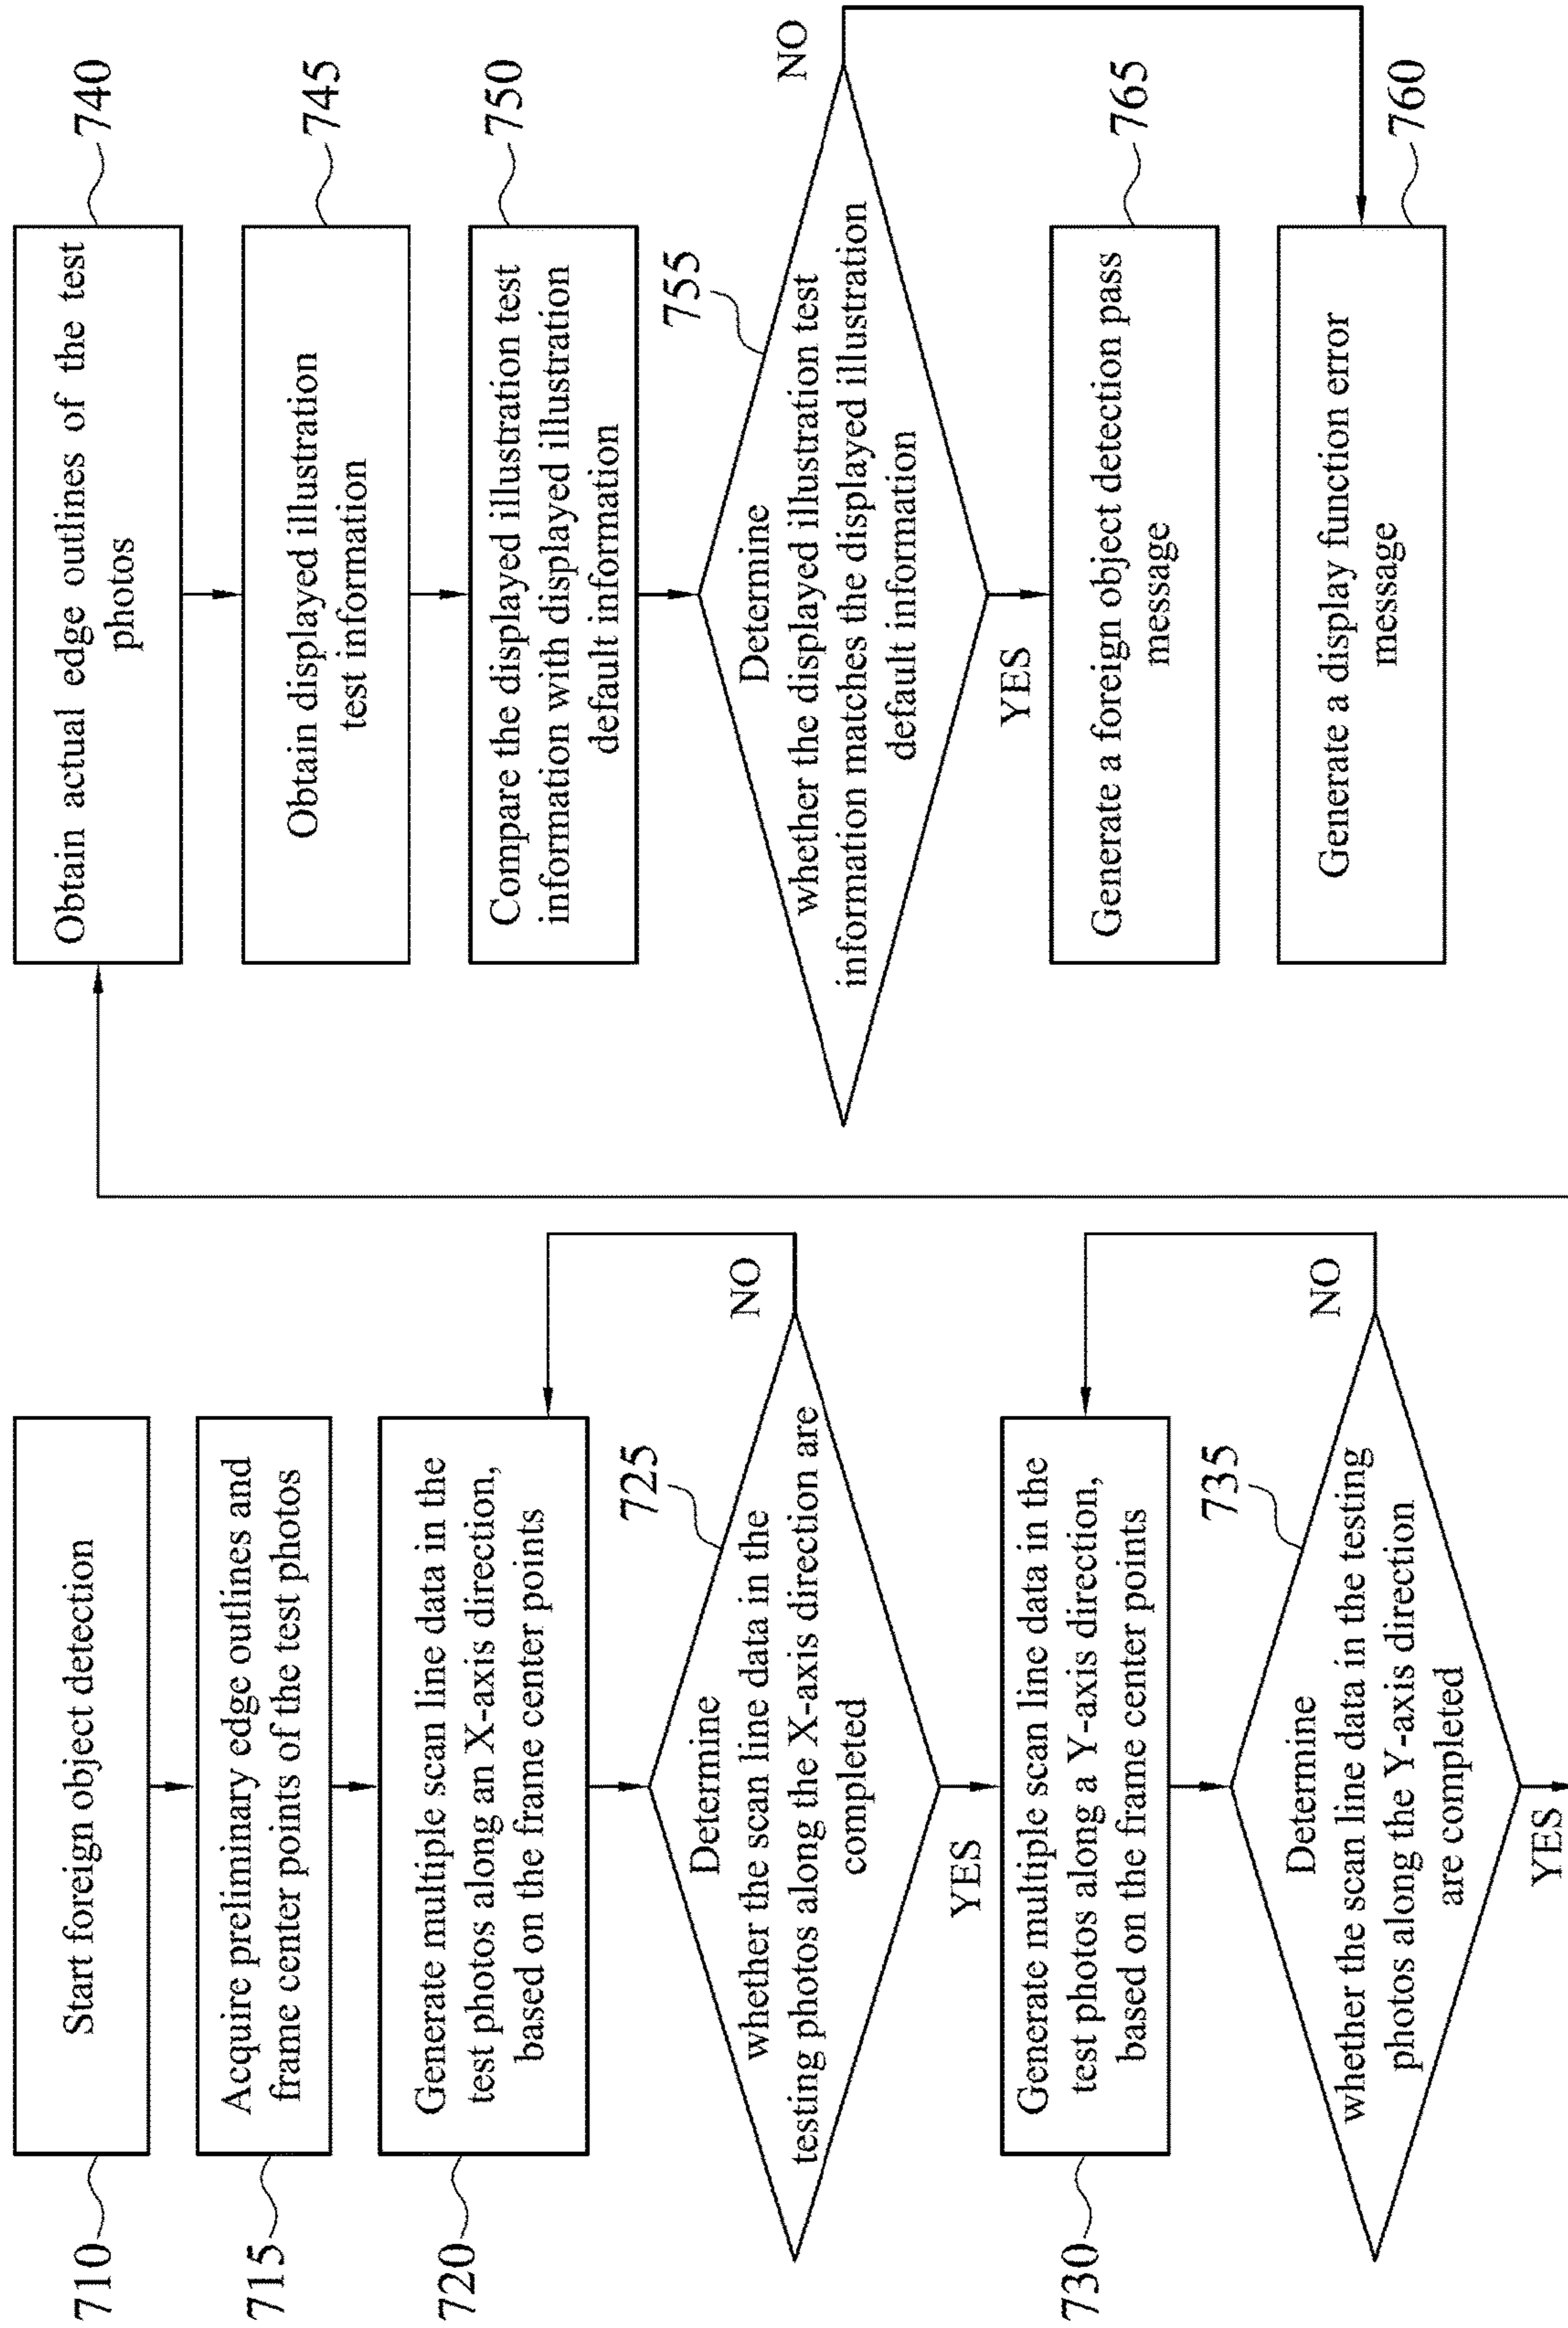 710
Start foreign object detection
715
Acquire preliminary edge outlines and
frame center points of the test photos
720
Generate multiple scan line data in the
test photos along an X-axis direction,
based on the frame center points
725
Determine
whether the scan line data in the
testing photos along the X-axis direction are
completed
NO
YES
730
Generate multiple scan line data in the
test photos along a Y-axis direction,
based on the frame center points
735
Determine
whether the scan line data in the testing
photos along the Y-axis direction
are completed
NO
YES
740
Obtain actual edge outlines of the test
photos
745
Obtain displayed illustration
test information
750
Compare the displayed illustration test
information with displayed illustration
default information
755
Determine
whether the displayed illustration test
information matches the displayed illustration
default information
NO
YES
765
Generate a foreign object detection pass
message
760
Generate a display function error
message